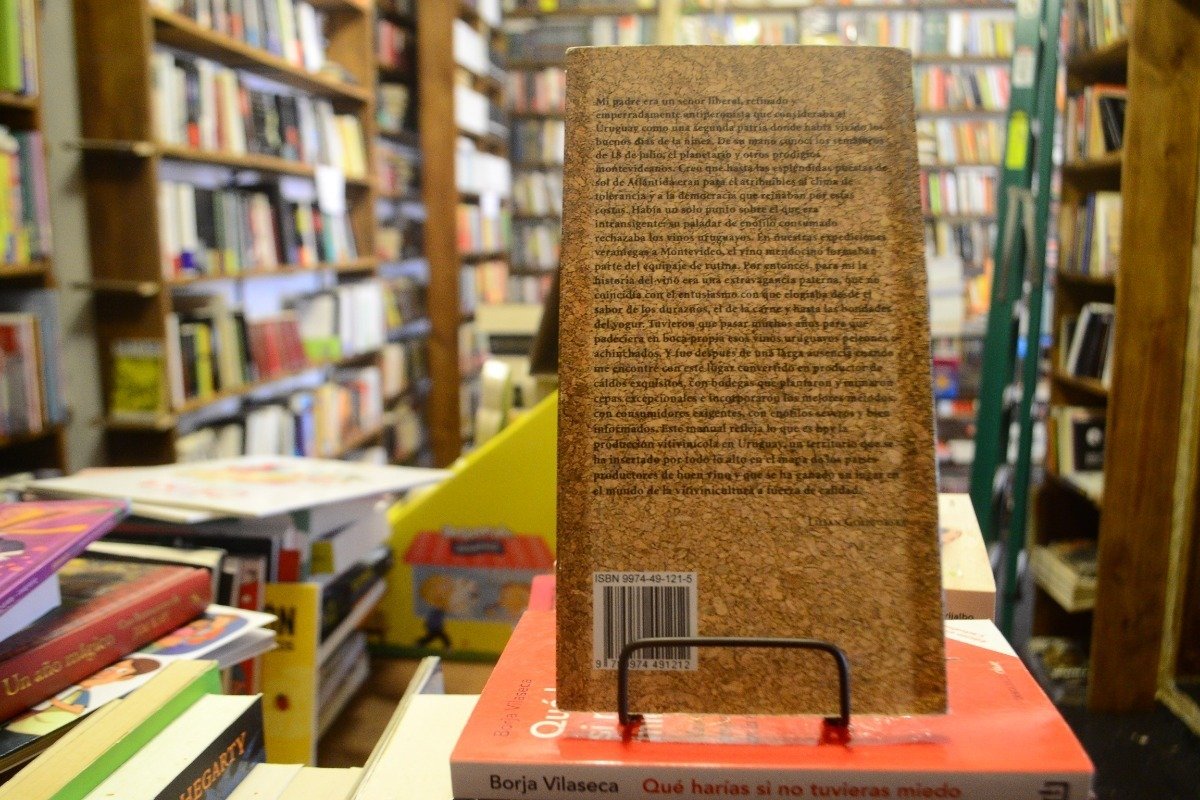 Mi padre era un señor liberal, refinado y
emperradamente antiperonista que consideraba el
Uruguay como una segunda patria donde había vivido los
buenos días de la niñez. De su mano conocí los semáforos
de 18 de julio, el planetario y otros prodigios
montevideanos. Creo que hasta las espléndidas puestas de
sol de Atlántida eran para él atribuibles al clima de
tolerancia y a la democracia que reinaban por estas
costas. Había un solo punto sobre el que era
intransigente: su paladar de enófilo consumado
rechazaba los vinos uruguayos. En nuestras expediciones
veraniegas a Montevideo, el vino mendocino formaban
parte del equipaje de rutina. Por entonces, para mí la
historia del vino era una extravagancia paterna, que no
coincidía con el entusiasmo con que elogiaba desde el
sabor de los duraznos, el de la carne y hasta las bondades
del yogur. Tuvieron que pasar muchos años para que
padeciera en boca propia esos vinos uruguayos peleones
achinchados. Y fue después de una larga ausencia cuando
me encontré con este lugar convertido en productor de
caldos exquisitos, con bodegas que plantaron y mimaron
cepas excepcionales e incorporaron los mejores métodos,
con consumidores exigentes, con enófilos severos y bien
informados. Este manual refleja lo que es hoy la
producción vitivinícola en Uruguay, un territorio que se
ha insertado por todo lo alto en el mapa de los países
productores de buen vino y que se ha ganado un lugar en
el mundo de la vitivinicultura a fuerza de calidad.
ISBN 9974-49-121-5
Un año mágico
HEGARTY
Borja Vilaseca
Borja Vilaseca Qué harías si no tuvieras miedo